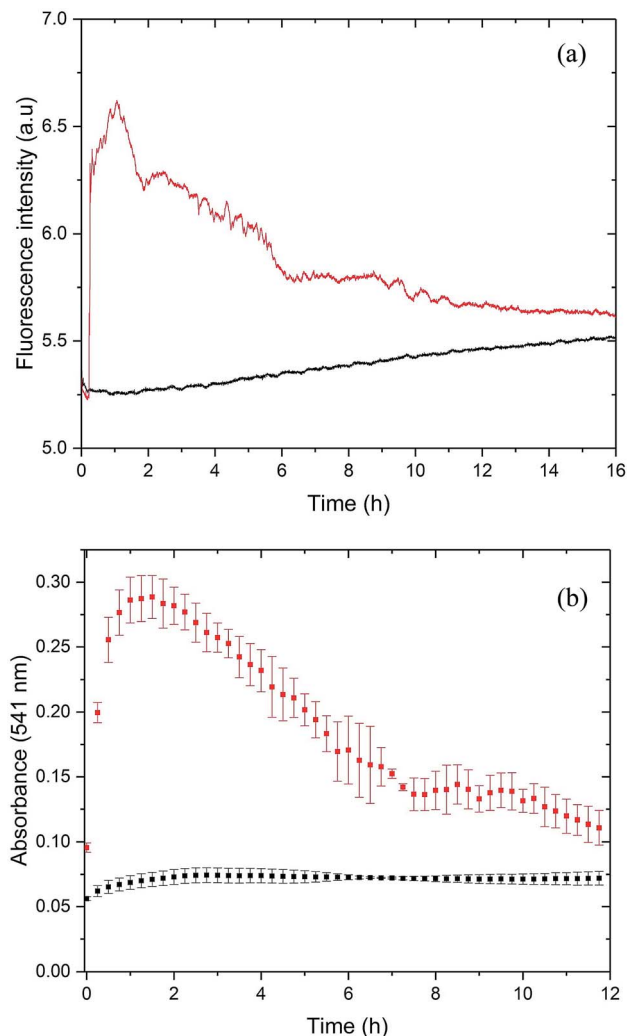 (a)
7.0
6.5
6.0
5.5
5.0
Fluorescence intensity (a.u)
0 2 4 6 8 10 12 14 16
Time (h)
(b)
0.30
0.25
0.20
0.15
0.10
0.05
0.00
Absorbance (541 nm)
0 2 4 6 8 10 12
Time (h)